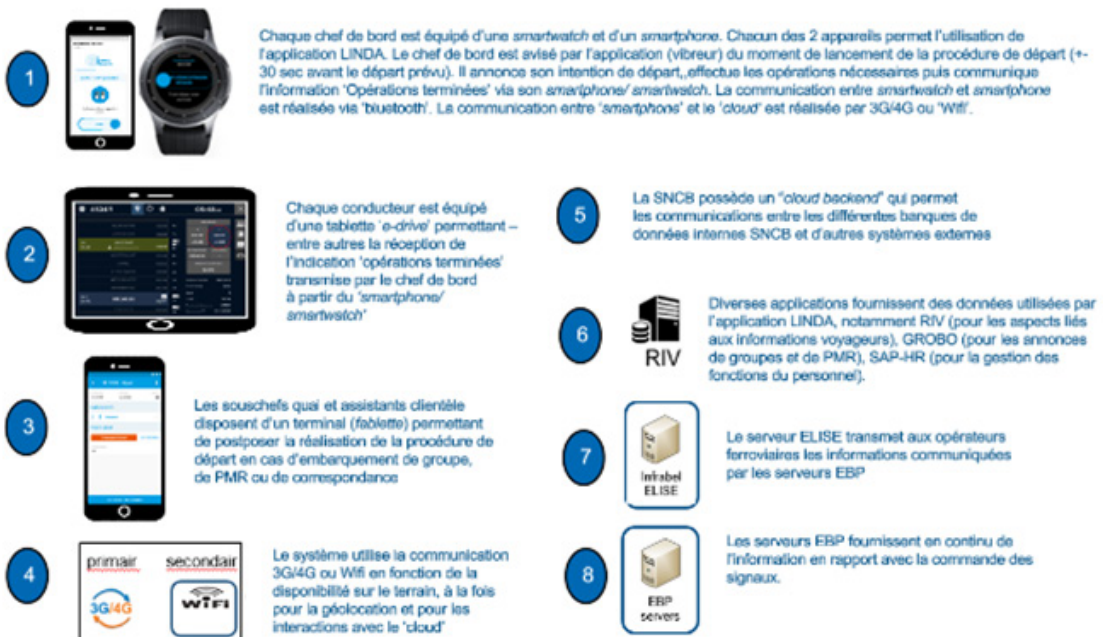 1
Chaque chef de bord est équipé d'une smartwatch et d'un smartphone. Chacun des 2 appareils permet l'utilisation de
l'application LINDA. Le chef de bord est avisé par l'application (vibreur) du moment de lancement de la procédure de départ (+-
30 sec avant le départ prévu). Il annonce son intention de départ,,effectue les opérations nécessaires puis communique
l'information 'Opérations terminées' via son smartphone/ smartwatch. La communication entre smartwatch et smartphone
est réalisée via 'bluetooth'. La communication entre 'smartphone' et le 'cloud' est réalisée par 3G/4G ou 'Wifi'.
2
Chaque conducteur est équipé
d'une tablette 'e-drive' permettant –
entre autres la réception de
l'indication 'opérations terminées'
transmise par le chef de bord
à partir du 'smartphone/
smartwatch'
3
Les souschefs quai et assistants clientèle
disposent d'un terminal (fablette) permettant
de postposer la réalisation de la procédure de
départ en cas d'embarquement de groupe,
de PMR ou de correspondance
4
primair secondair
3G/4G WiFi
Le système utilise la communication
3G/4G ou Wifi en fonction de la
disponibilité sur le terrain, à la fois
pour la géolocation et pour les
interactions avec le 'cloud'
5
La SNCB possède un "cloud backend" qui permet
les communications entre les différentes banques de
données internes SNCB et d'autres systèmes externes
6
RIV
Diverses applications fournissent des données utilisées par
l'application LINDA, notamment RIV (pour les aspects liés
aux informations voyageurs), GROBO (pour les annonces
de groupes et de PMR), SAP-HR (pour la gestion des
fonctions du personnel).
7
Infrabel
ELISE
Le serveur ELISE transmet aux opérateurs
ferroviaires les informations communiquées
par les serveurs EBP
8
EBP
servers
Les serveurs EBP fournissent en continu de
l'information en rapport avec la commande des
signaux.